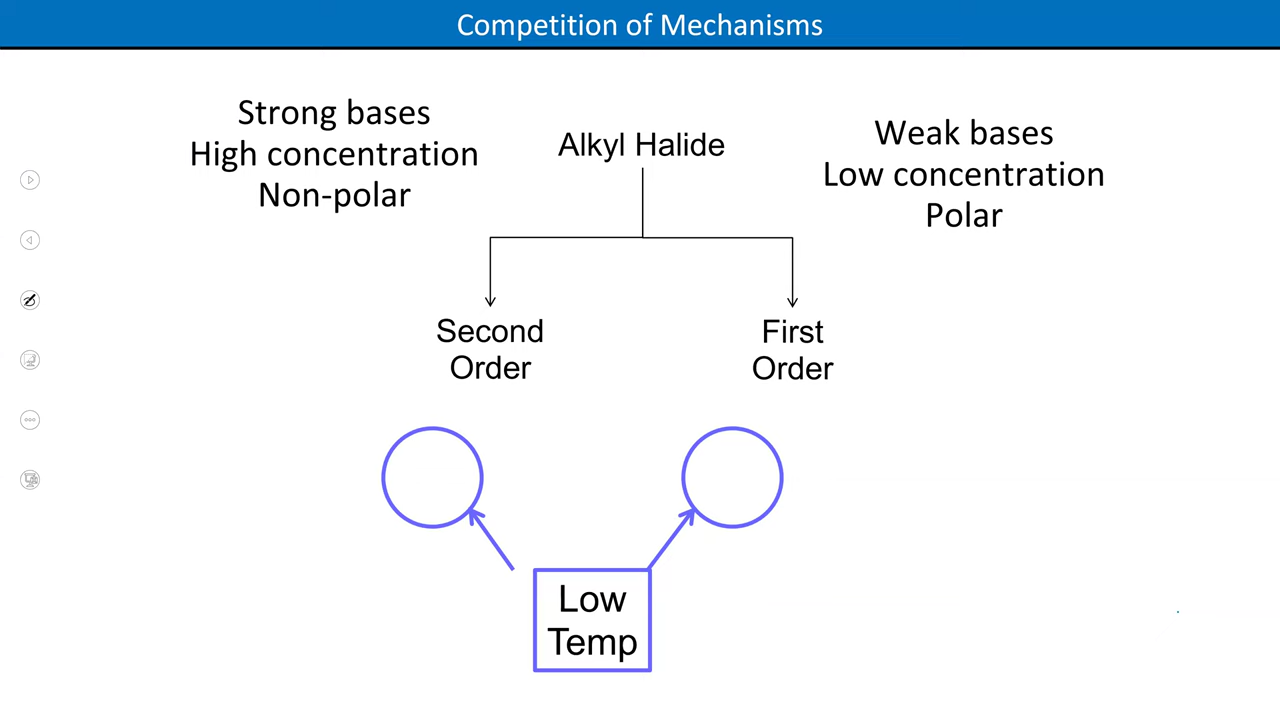 Competition of Mechanisms
Strong bases
High concentration
Non-polar
Alkyl Halide
Weak bases
Low concentration
Polar
Second
Order
First
Order
Low
Temp